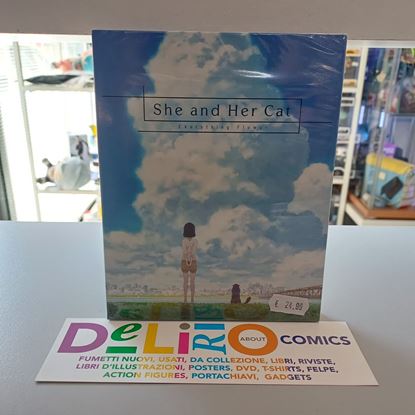 She and Her Cat
Everything Flows
€ 24,99
DeLiRiO ABOUT COMICS
FUMETTI NUOVI, USATI, DA COLLEZIONE, LIBRI, RIVISTE,
LIBRI D'ILLUSTRAZIONI, POSTERS, DVD, T-SHIRTS, FELPE,
ACTION FIGURES, PORTACHIAVI, GADGETS